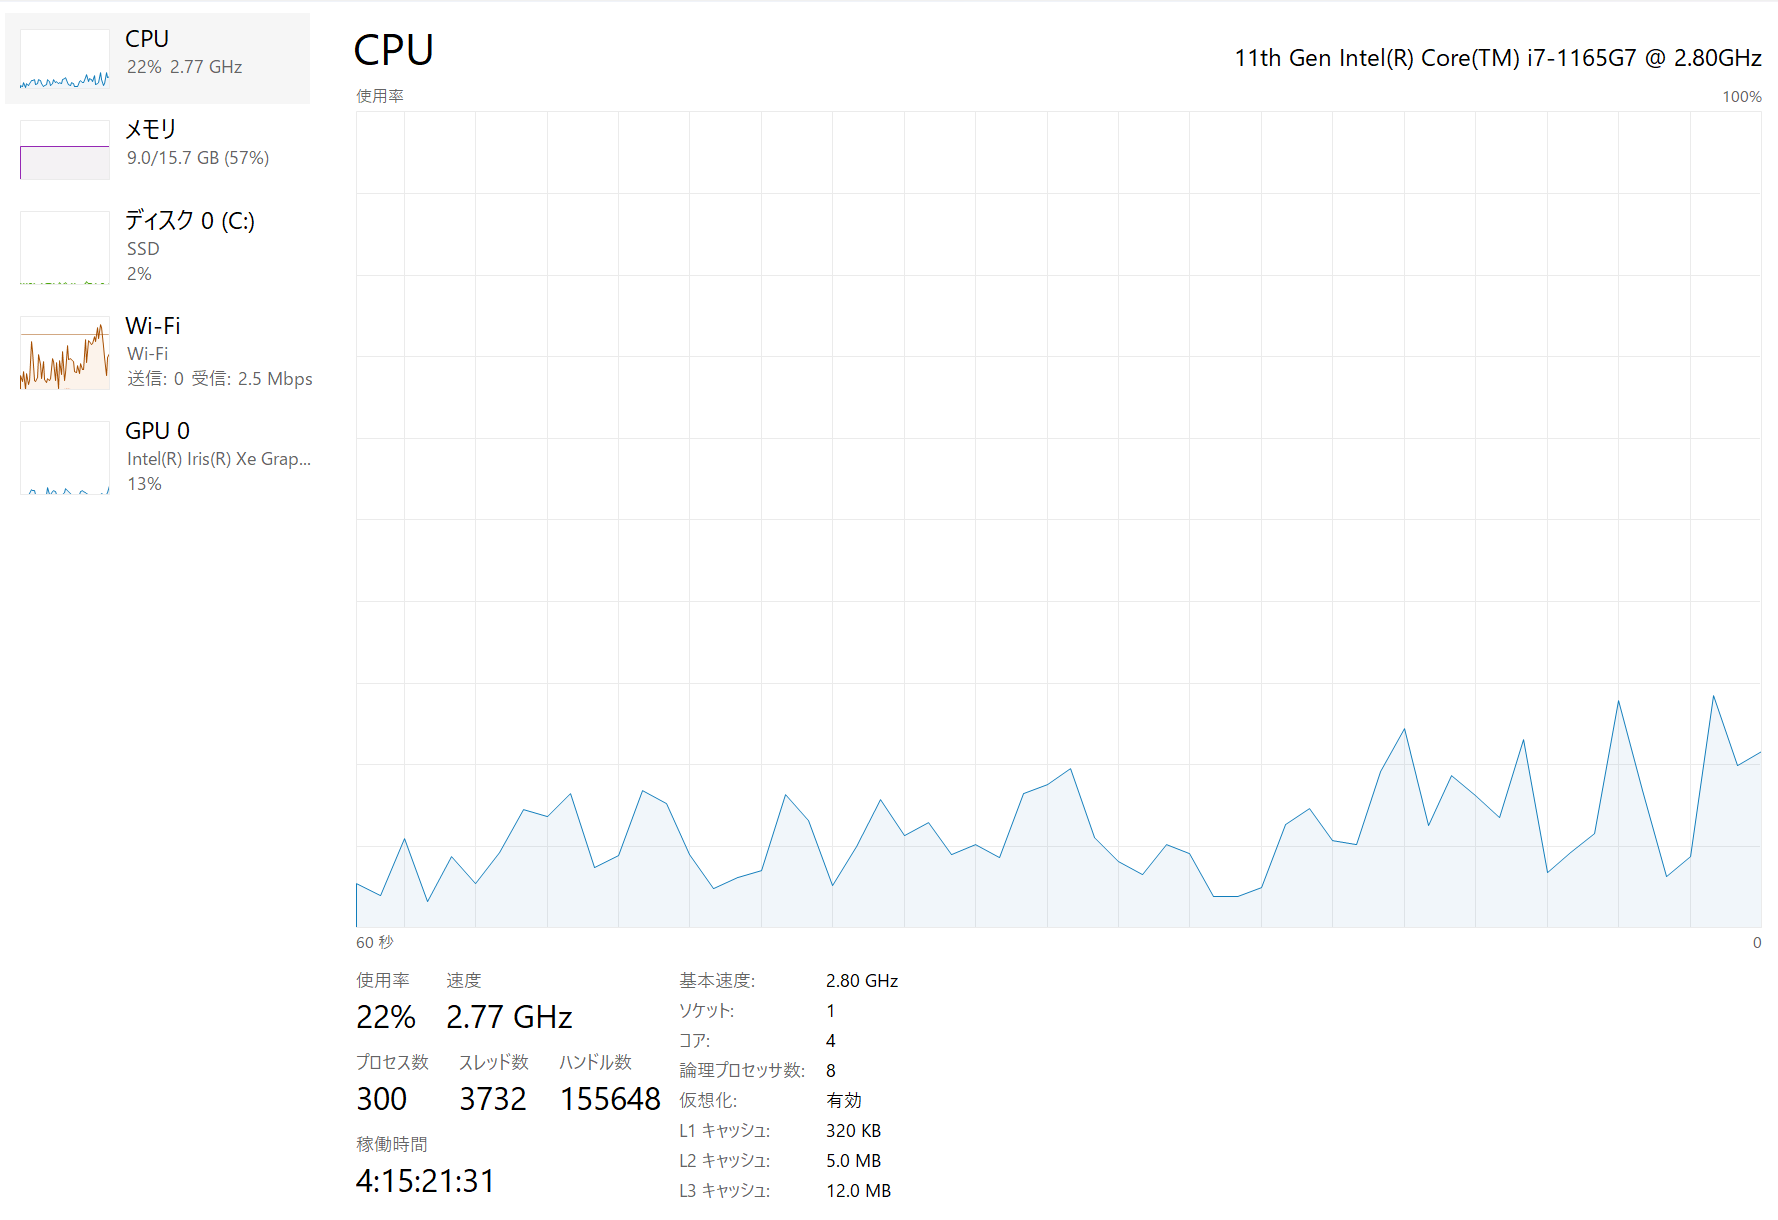 CPU
22% 2.77 GHz
メモリ
9.0/15.7 GB (57%)
ディスク 0 (C:)
SSD
2%
Wi-Fi
Wi-Fi
送信: 0 受信: 2.5 Mbps
GPU 0
Intel(R) Iris(R) Xe Grap...
13%
CPU
11th Gen Intel(R) Core(TM) i7-1165G7 @ 2.80GHz
使用率
100%
60 秒
0
使用率 速度
22% 2.77 GHz
プロセス数 スレッド数 ハンドル数
300 3732 155648
稼働時間
4:15:21:31
基本速度: 2.80 GHz
ソケット: 1
コア: 4
論理プロセッサ数: 8
仮想化: 有効
L1 キャッシュ: 320 KB
L2 キャッシュ: 5.0 MB
L3 キャッシュ: 12.0 MB